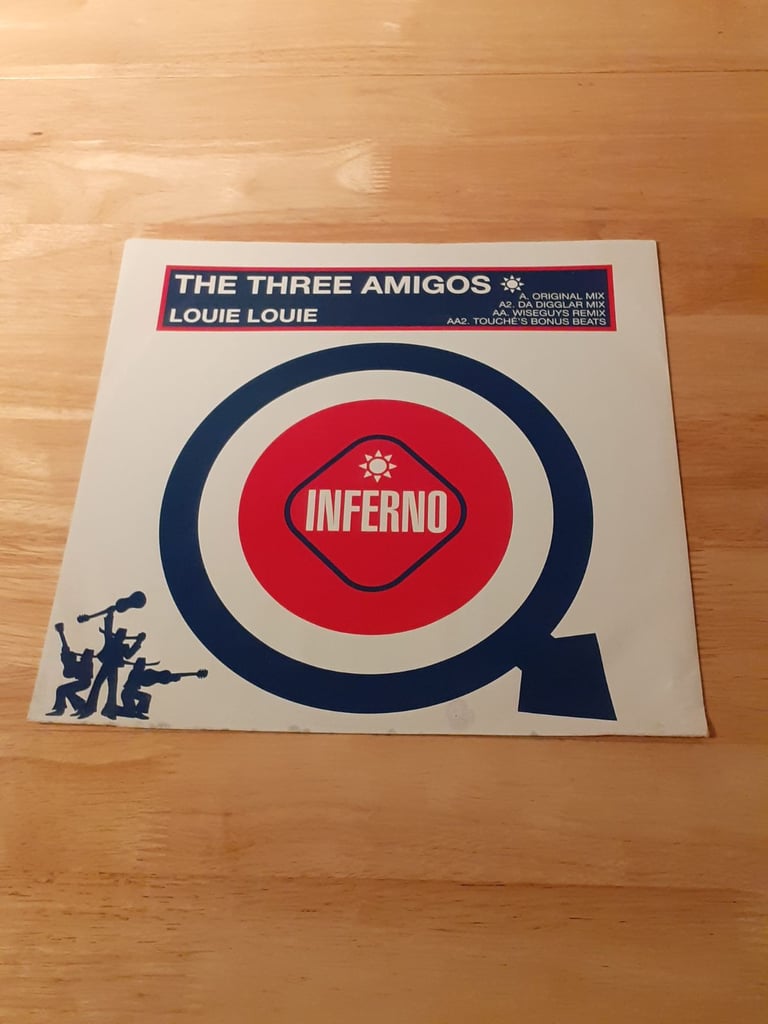 THE THREE AMIGOS
LOUIE LOUIE
A. ORIGINAL MIX
A2. DA DIGGLAR MIX
AA. WISEGUYS REMIX
AA2. TOUCHÉ'S BONUS BEATS
INFERNO